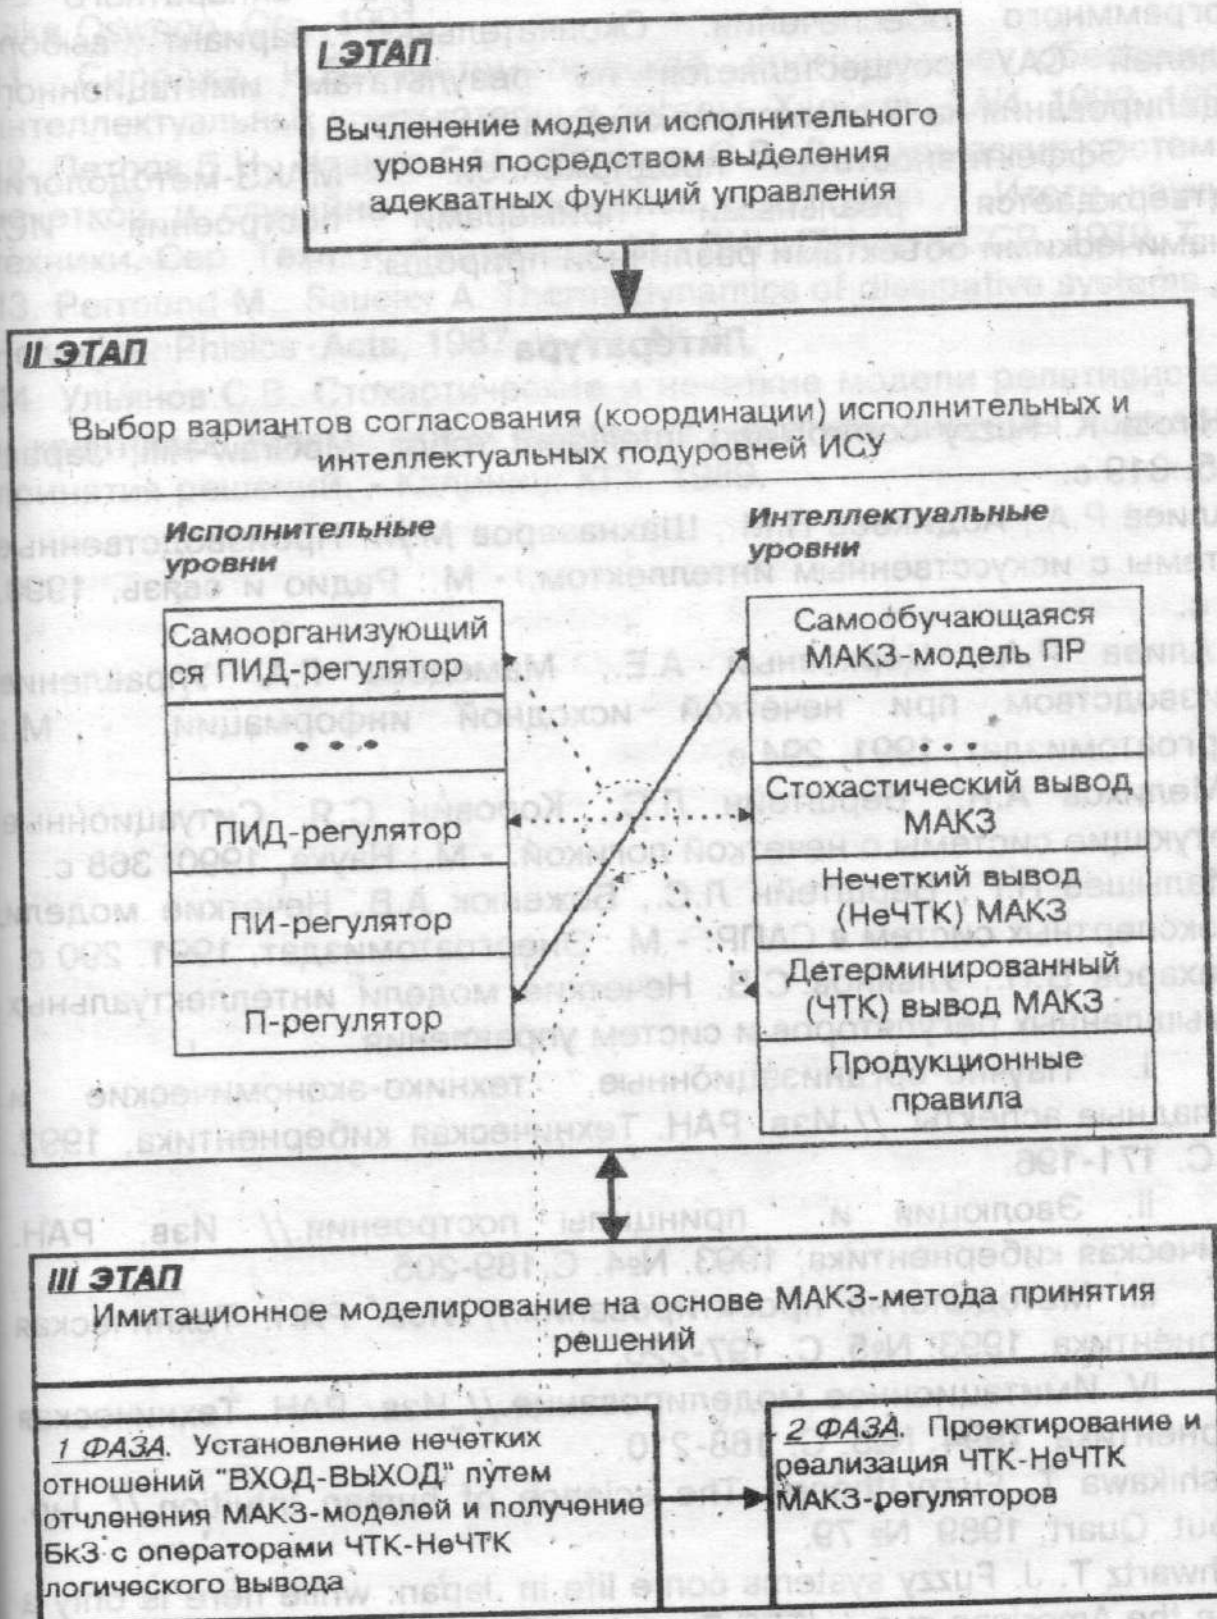 I ЭТАП
Вычленение модели исполнительного
уровня посредством выделения
адекватных функций управления
II ЭТАП
Выбор вариантов согласования (координации) исполнительных и
интеллектуальных подуровней ИСУ
Исполнительные
уровни
Самоорганизующий
ся ПИД-регулятор
• • •
ПИД-регулятор
ПИ-регулятор
П-регулятор
Интеллектуальные
уровни
Самообучающаяся
МАКЗ-модель ПР
• • •
Стохастический вывод
МАКЗ
Нечеткий вывод
(НеЧТК) МАКЗ
Детерминированный
(ЧТК) вывод МАКЗ
Продукционные
правила
III ЭТАП
Имитационное моделирование на основе МАКЗ-метода принятия
решений
1 ФАЗА. Установление нечетких
отношений "ВХОД-ВЫХОД" путем
отчленения МАКЗ-моделей и получение
БкЗ с операторами ЧТК-НеЧТК
логического вывода
2 ФАЗА. Проектирование и
реализация ЧТК-НеЧТК
МАКЗ-регуляторов